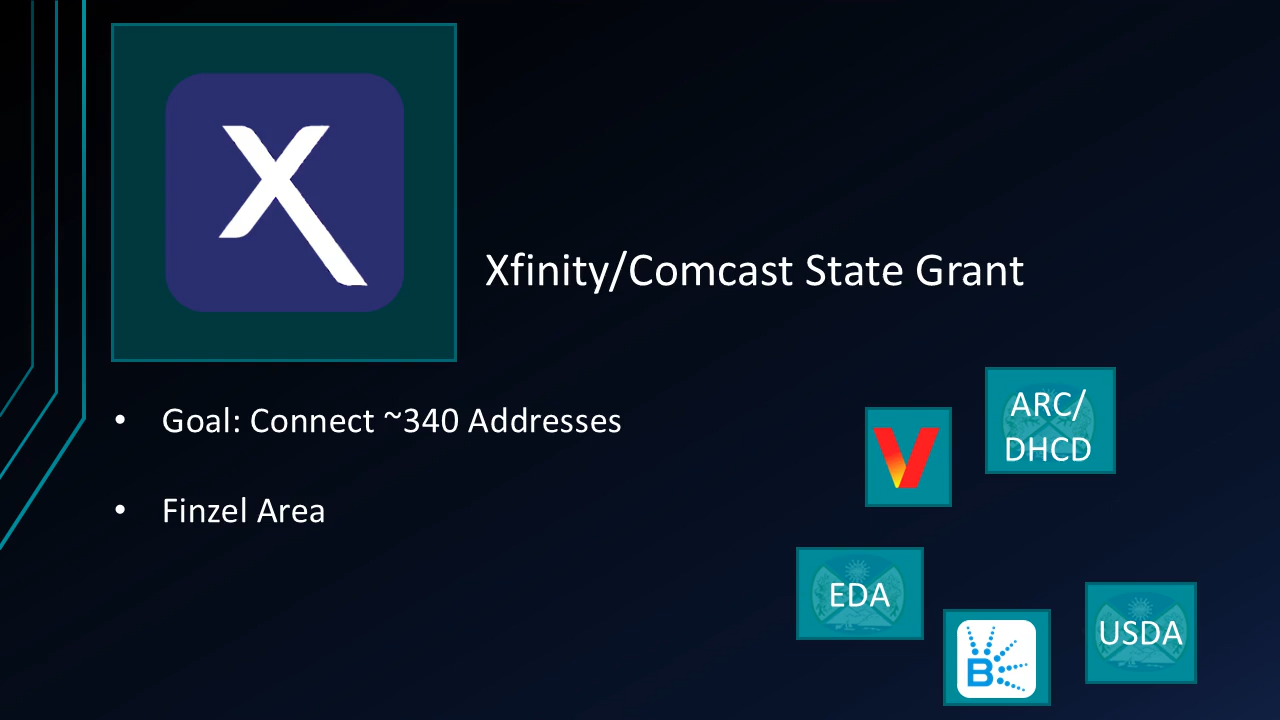 X
Xfinity/Comcast State Grant
• Goal: Connect ~340 Addresses
• Finzel Area
V
ARC/
DHCD
EDA
B
USDA